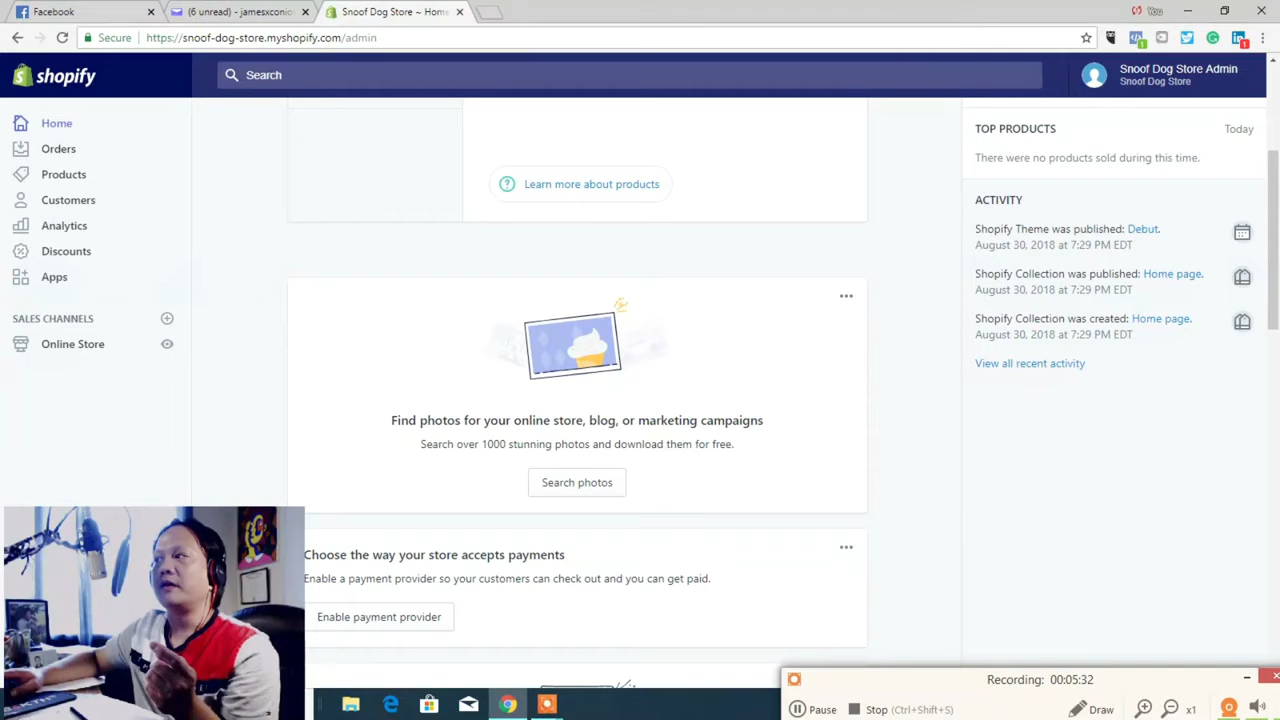 Facebook
(6 unread) - jamesxconio
Snoof Dog Store ~ Home
You
Secure
https://snoof-dog-store.myshopify.com/admin
1
1
shopify
Search
Snoof Dog Store Admin
Snoof Dog Store
Home
Orders
Products
Customers
Analytics
Discounts
Apps
SALES CHANNELS
Online Store
Learn more about products
Find photos for your online store, blog, or marketing campaigns
Search over 1000 stunning photos and download them for free.
Search photos
Choose the way your store accepts payments
Enable a payment provider so your customers can check out and you can get paid.
Enable payment provider
TOP PRODUCTS
Today
There were no products sold during this time.
ACTIVITY
Shopify Theme was published: Debut.
August 30, 2018 at 7:29 PM EDT
Shopify Collection was published: Home page.
August 30, 2018 at 7:29 PM EDT
Shopify Collection was created: Home page.
August 30, 2018 at 7:29 PM EDT
View all recent activity
Recording: 00:05:32
Pause
Stop (Ctrl+Shift+S)
Draw
x1